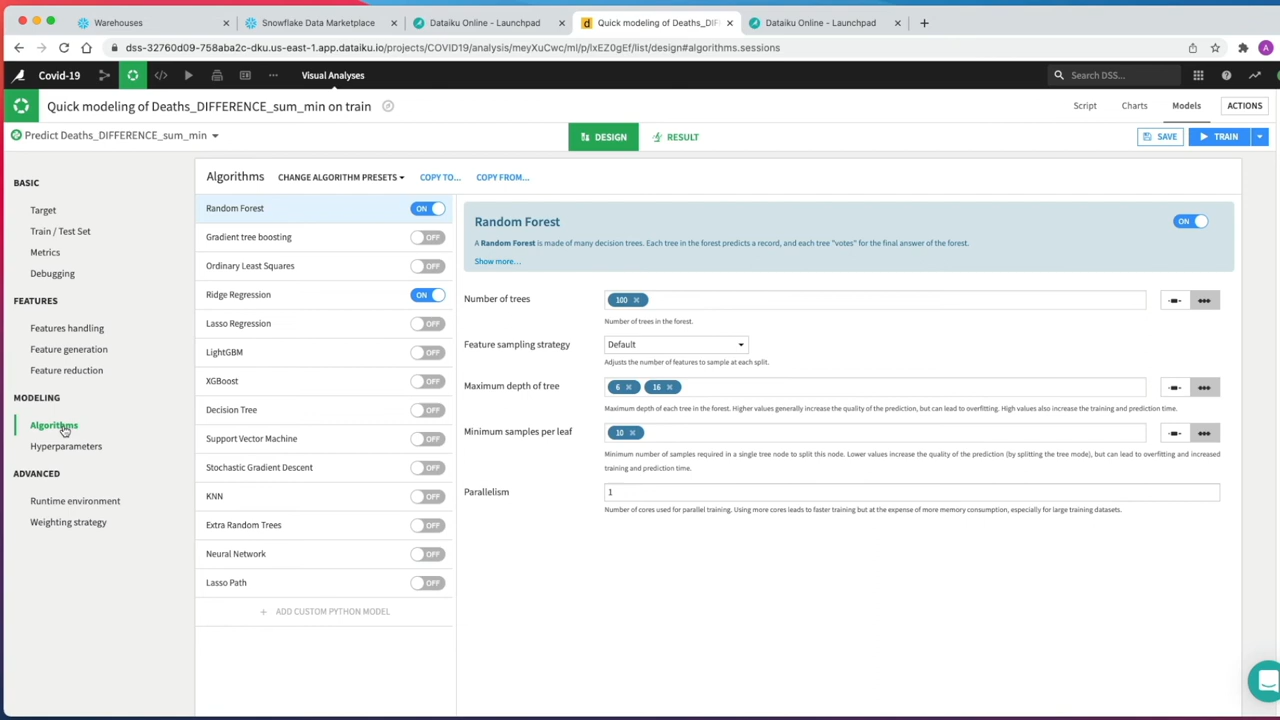 Warehouses
Snowflake Data Marketplace
Dataiku Online - Launchpad
Quick modeling of Deaths_DIF
Dataiku Online - Launchpad
dss-32760d09-758aba2c-dku.us-east-1.app.dataiku.io/projects/COVID19/analysis/meyXuCwc/ml/p/lxEZ0gEf/list/design#algorithms.sessions
A
Covid-19
Visual Analyses
Search DSS...
Quick modeling of Deaths_DIFFERENCE_sum_min on train
Script
Charts
Models
ACTIONS
Predict Deaths_DIFFERENCE_sum_min
DESIGN
RESULT
SAVE
TRAIN
BASIC
Target
Train / Test Set
Metrics
Debugging
FEATURES
Features handling
Feature generation
Feature reduction
MODELING
Algorithms
Hyperparameters
ADVANCED
Runtime environment
Weighting strategy
Algorithms
CHANGE ALGORITHM PRESETS
COPY TO...
COPY FROM...
Random Forest ON
Gradient tree boosting OFF
Ordinary Least Squares OFF
Ridge Regression ON
Lasso Regression OFF
LightGBM OFF
XGBoost OFF
Decision Tree OFF
Support Vector Machine OFF
Stochastic Gradient Descent OFF
KNN OFF
Extra Random Trees OFF
Neural Network OFF
Lasso Path OFF
+ ADD CUSTOM PYTHON MODEL
Random Forest
ON
A Random Forest is made of many decision trees. Each tree in the forest predicts a record, and each tree "votes" for the final answer of the forest.
Show more...
Number of trees
100
Number of trees in the forest.
Feature sampling strategy
Default
Adjusts the number of features to sample at each split.
Maximum depth of tree
6 16
Maximum depth of each tree in the forest. Higher values generally increase the quality of the prediction, but can lead to overfitting. High values also increase the training and prediction time.
Minimum samples per leaf
10
Minimum number of samples required in a single tree node to split this node. Lower values increase the quality of the prediction (by splitting the tree mode), but can lead to overfitting and increased
training and prediction time.
Parallelism
1
Number of cores used for parallel training. Using more cores leads to faster training but at the expense of more memory consumption, especially for large training datasets.